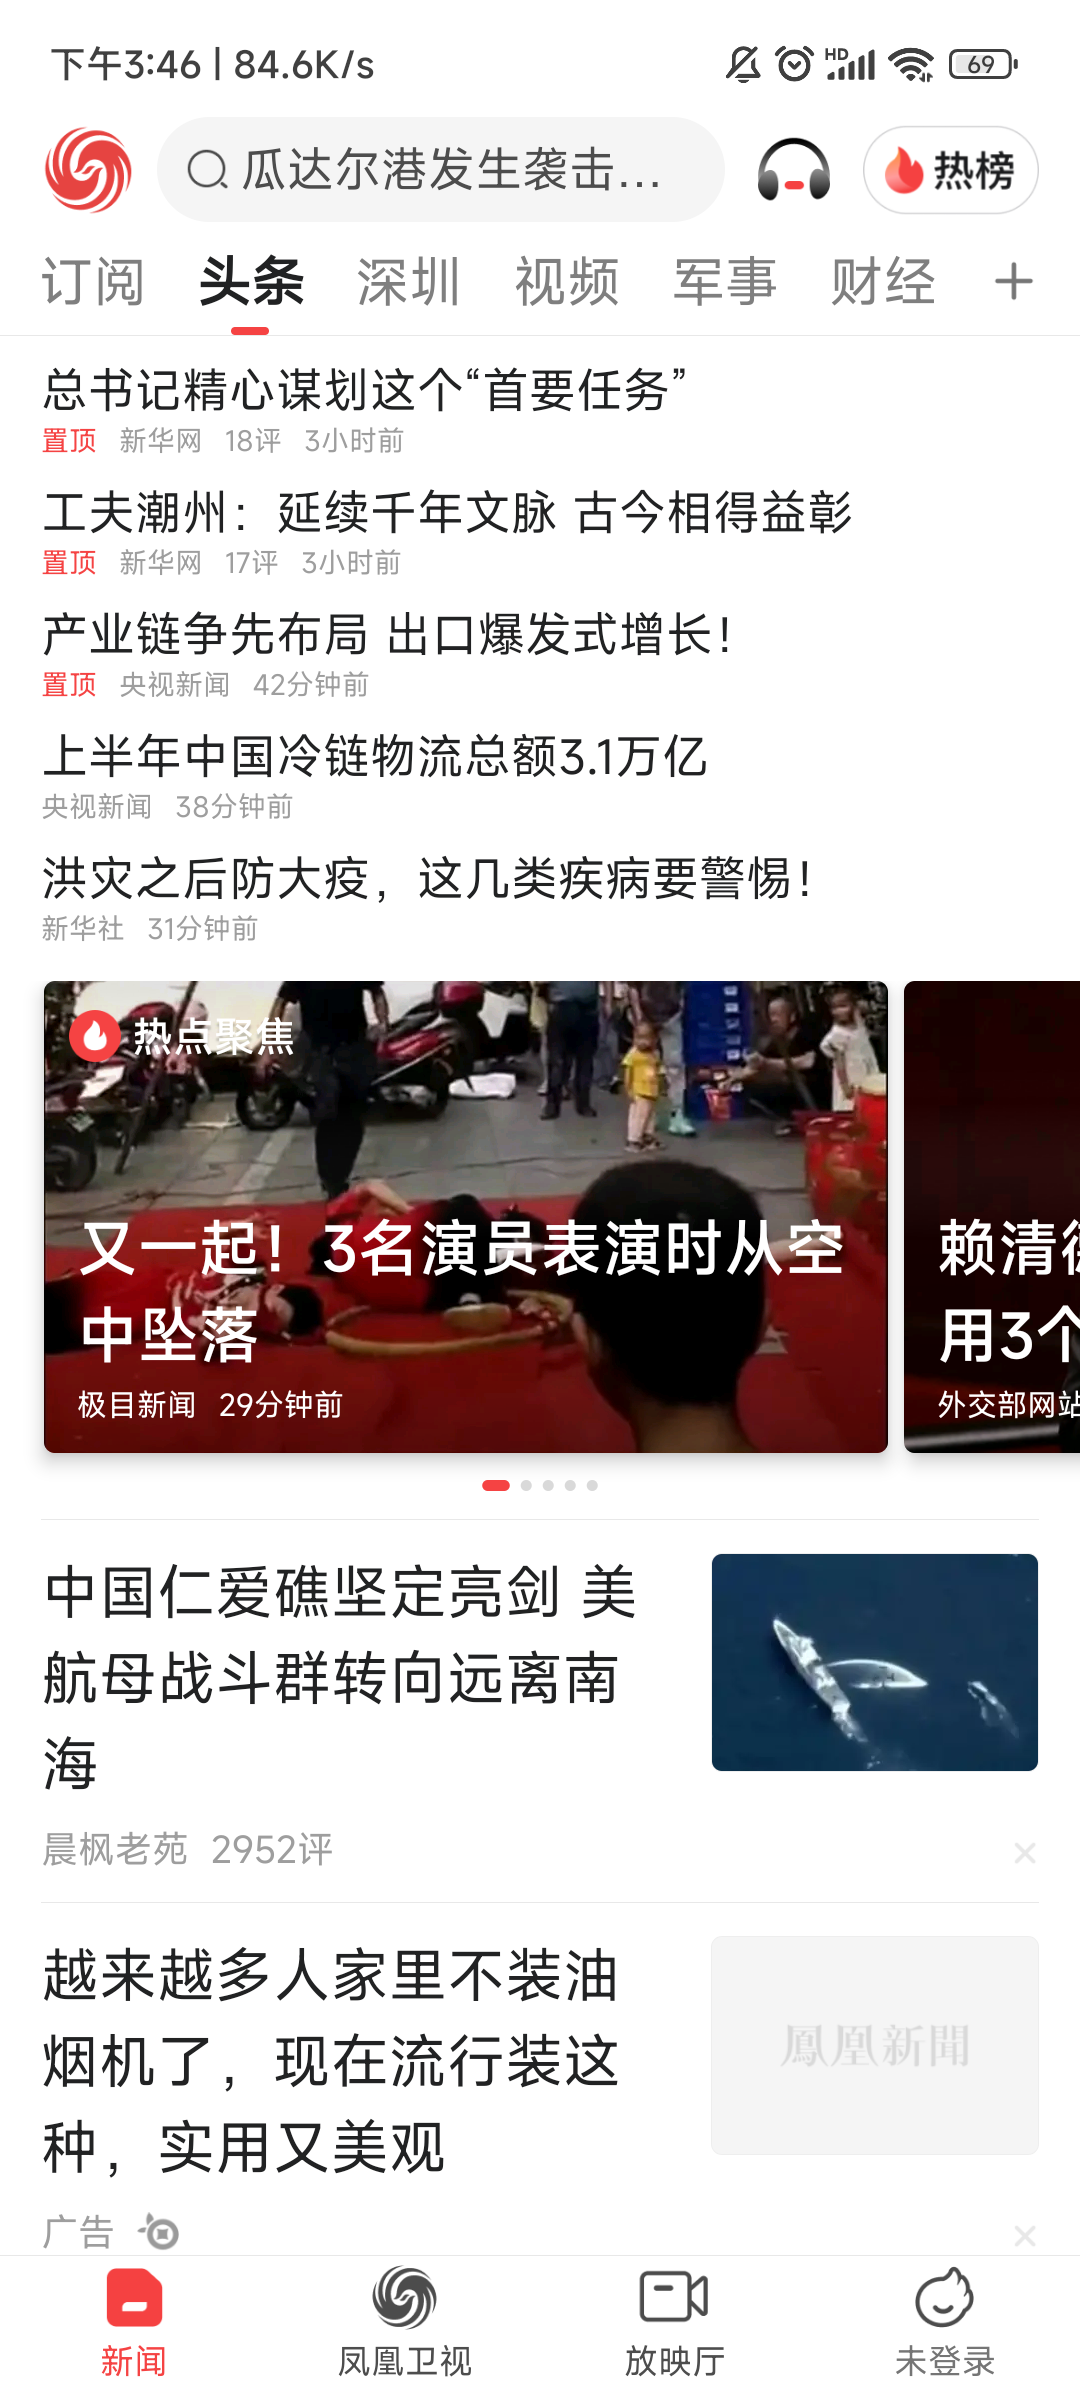 下午3:46 | 84.6K/s
HD
69
瓜达尔港发生袭击...
热榜
订阅 头条 深圳 视频 军事 财经
总书记精心谋划这个“首要任务”
置顶 新华网 18评 3小时前
工夫潮州：延续千年文脉 古今相得益彰
置顶 新华网 17评 3小时前
产业链争先布局 出口爆发式增长！
置顶 央视新闻 42分钟前
上半年中国冷链物流总额3.1万亿
央视新闻 38分钟前
洪灾之后防大疫，这几类疾病要警惕！
新华社 31分钟前
热点聚焦
又一起！3名演员表演时从空
中坠落
极目新闻 29分钟前
赖清
用3个
外交部网站
中国仁爱礁坚定亮剑 美
航母战斗群转向远离南
海
晨枫老苑 2952评
越来越多人家里不装油
烟机了，现在流行装这
种，实用又美观
鳳凰新聞
广告
新闻 凤凰卫视 放映厅 未登录